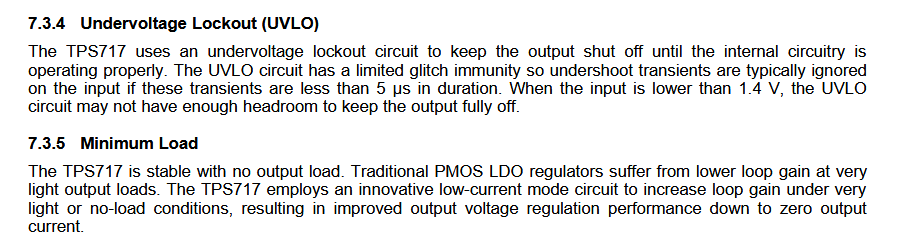 7.3.4 Undervoltage Lockout (UVLO)
The TPS717 uses an undervoltage lockout circuit to keep the output shut off until the internal circuitry is
operating properly. The UVLO circuit has a limited glitch immunity so undershoot transients are typically ignored
on the input if these transients are less than 5 μs in duration. When the input is lower than 1.4 V, the UVLO
circuit may not have enough headroom to keep the output fully off.
7.3.5 Minimum Load
The TPS717 is stable with no output load. Traditional PMOS LDO regulators suffer from lower loop gain at very
light output loads. The TPS717 employs an innovative low-current mode circuit to increase loop gain under very
light or no-load conditions, resulting in improved output voltage regulation performance down to zero output
current.